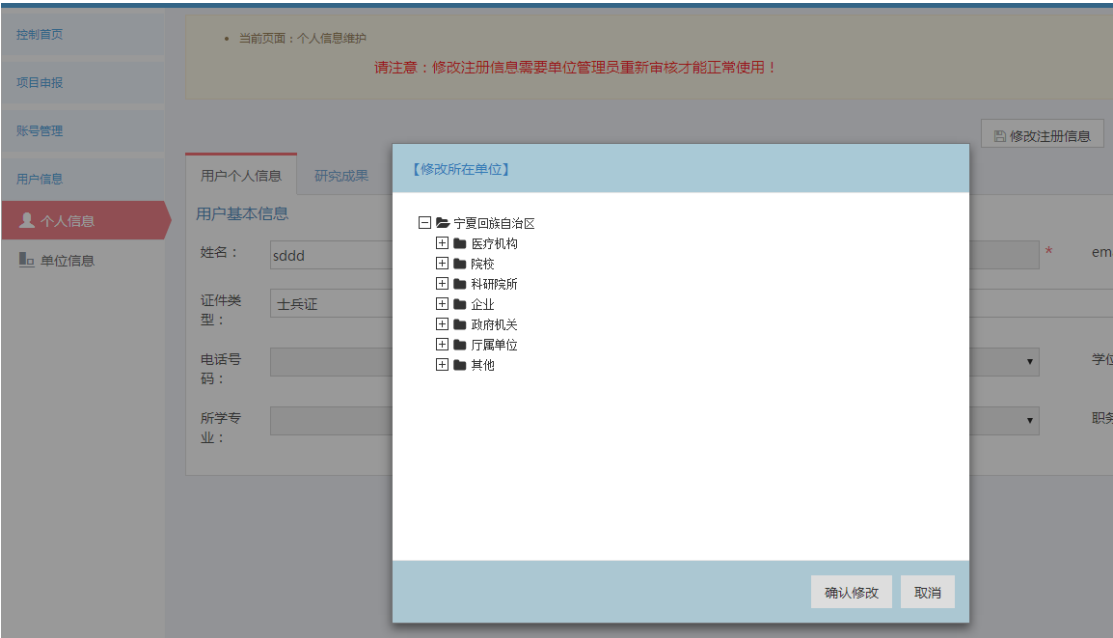 控制首页
项目申报
账号管理
用户信息
个人信息
单位信息
当前页面：个人信息维护
请注意：修改注册信息需要单位管理员重新审核才能正常使用！
修改注册信息
用户个人信息
研究成果
用户基本信息
姓名：
sddd
*
em
证件类
型：
士兵证
电话号
码：
学位
所学专
业：
职务
【修改所在单位】
宁夏回族自治区
医疗机构
院校
科研院所
企业
政府机关
厅属单位
其他
确认修改
取消